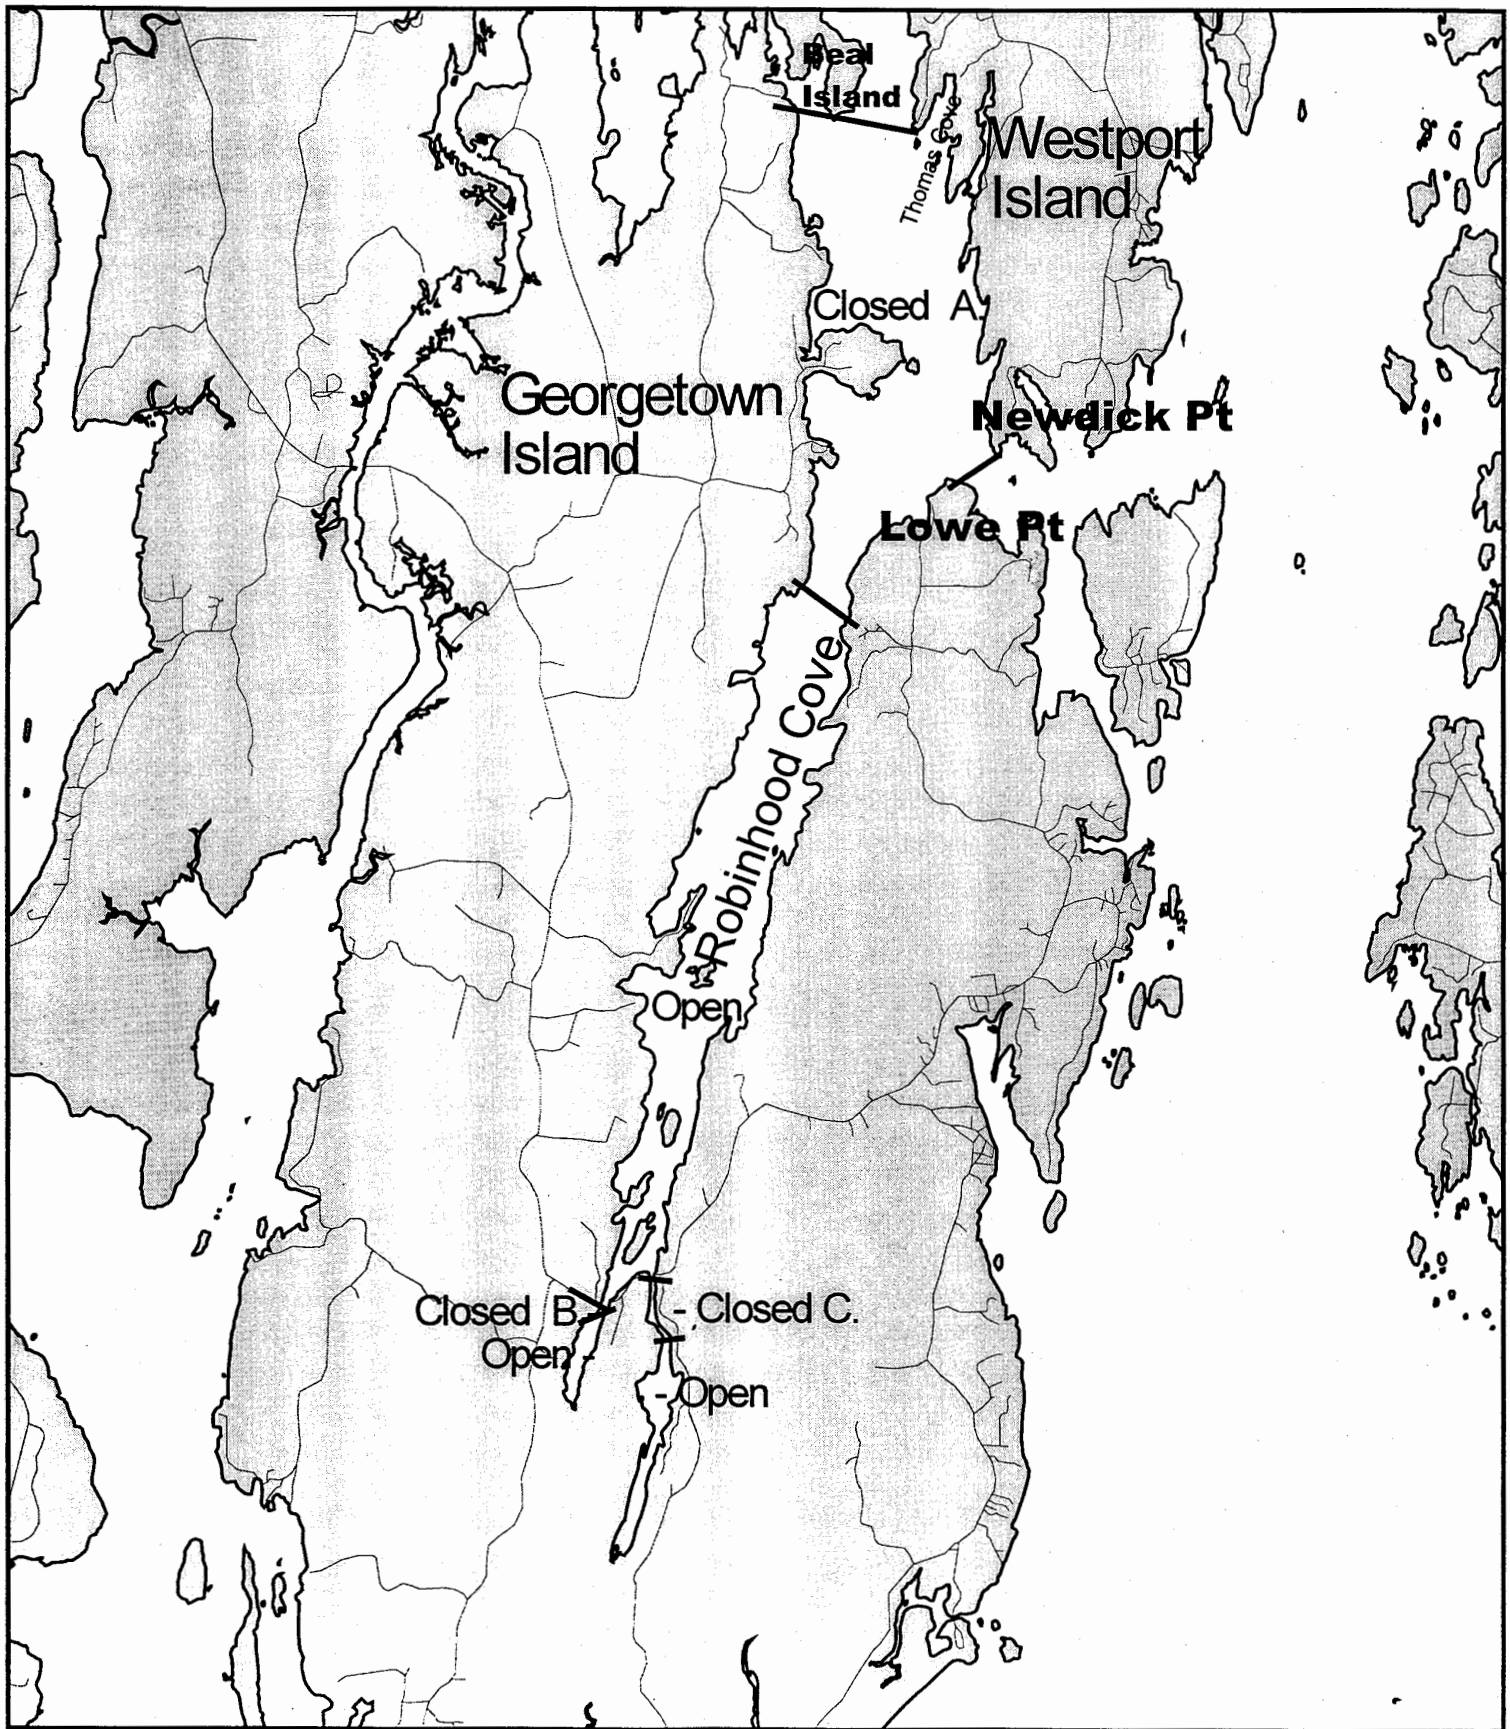 Beal
Island
Thomas Cove
Westport
Island
Closed A.
Georgetown
Island
Newdick Pt
Lowe Pt
Robinhood Cove
Open
Closed B.
- Closed C.
Open -
- Open